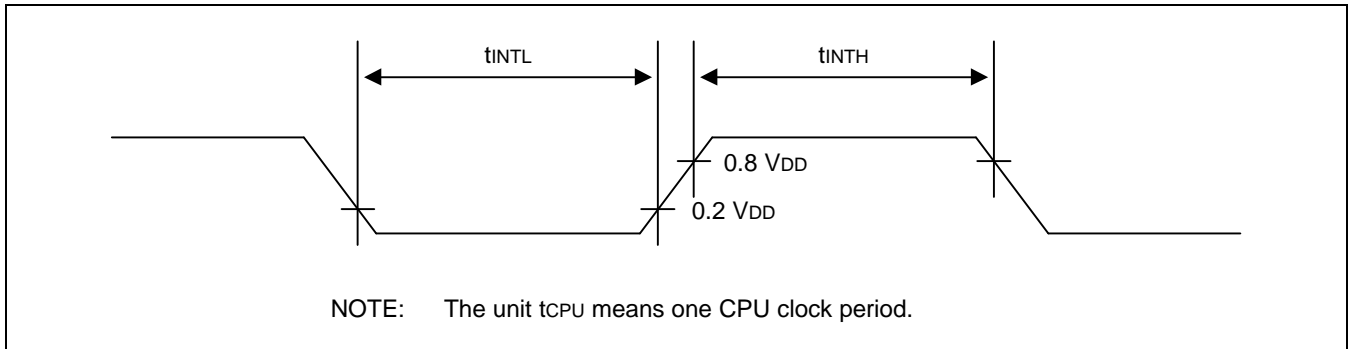 tINTL
tINTH
0.8 VDD
0.2 VDD
NOTE: The unit tCPU means one CPU clock period.